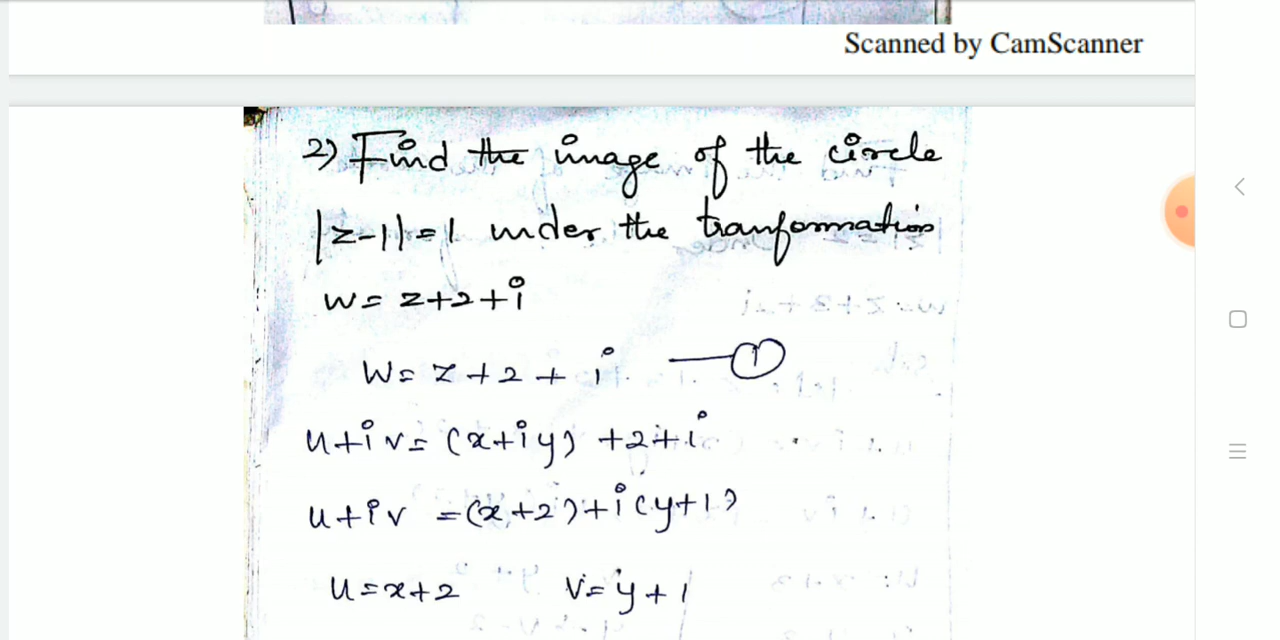 Scanned by CamScanner
2) Find the image of the circle
|z-1|=1 under the tranformation
w= z+2+i
w= z+2+i —①
u+iv= (x+iy) +2+i
u+iv =(x+2)+i(y+1)
u=x+2 v=y+1